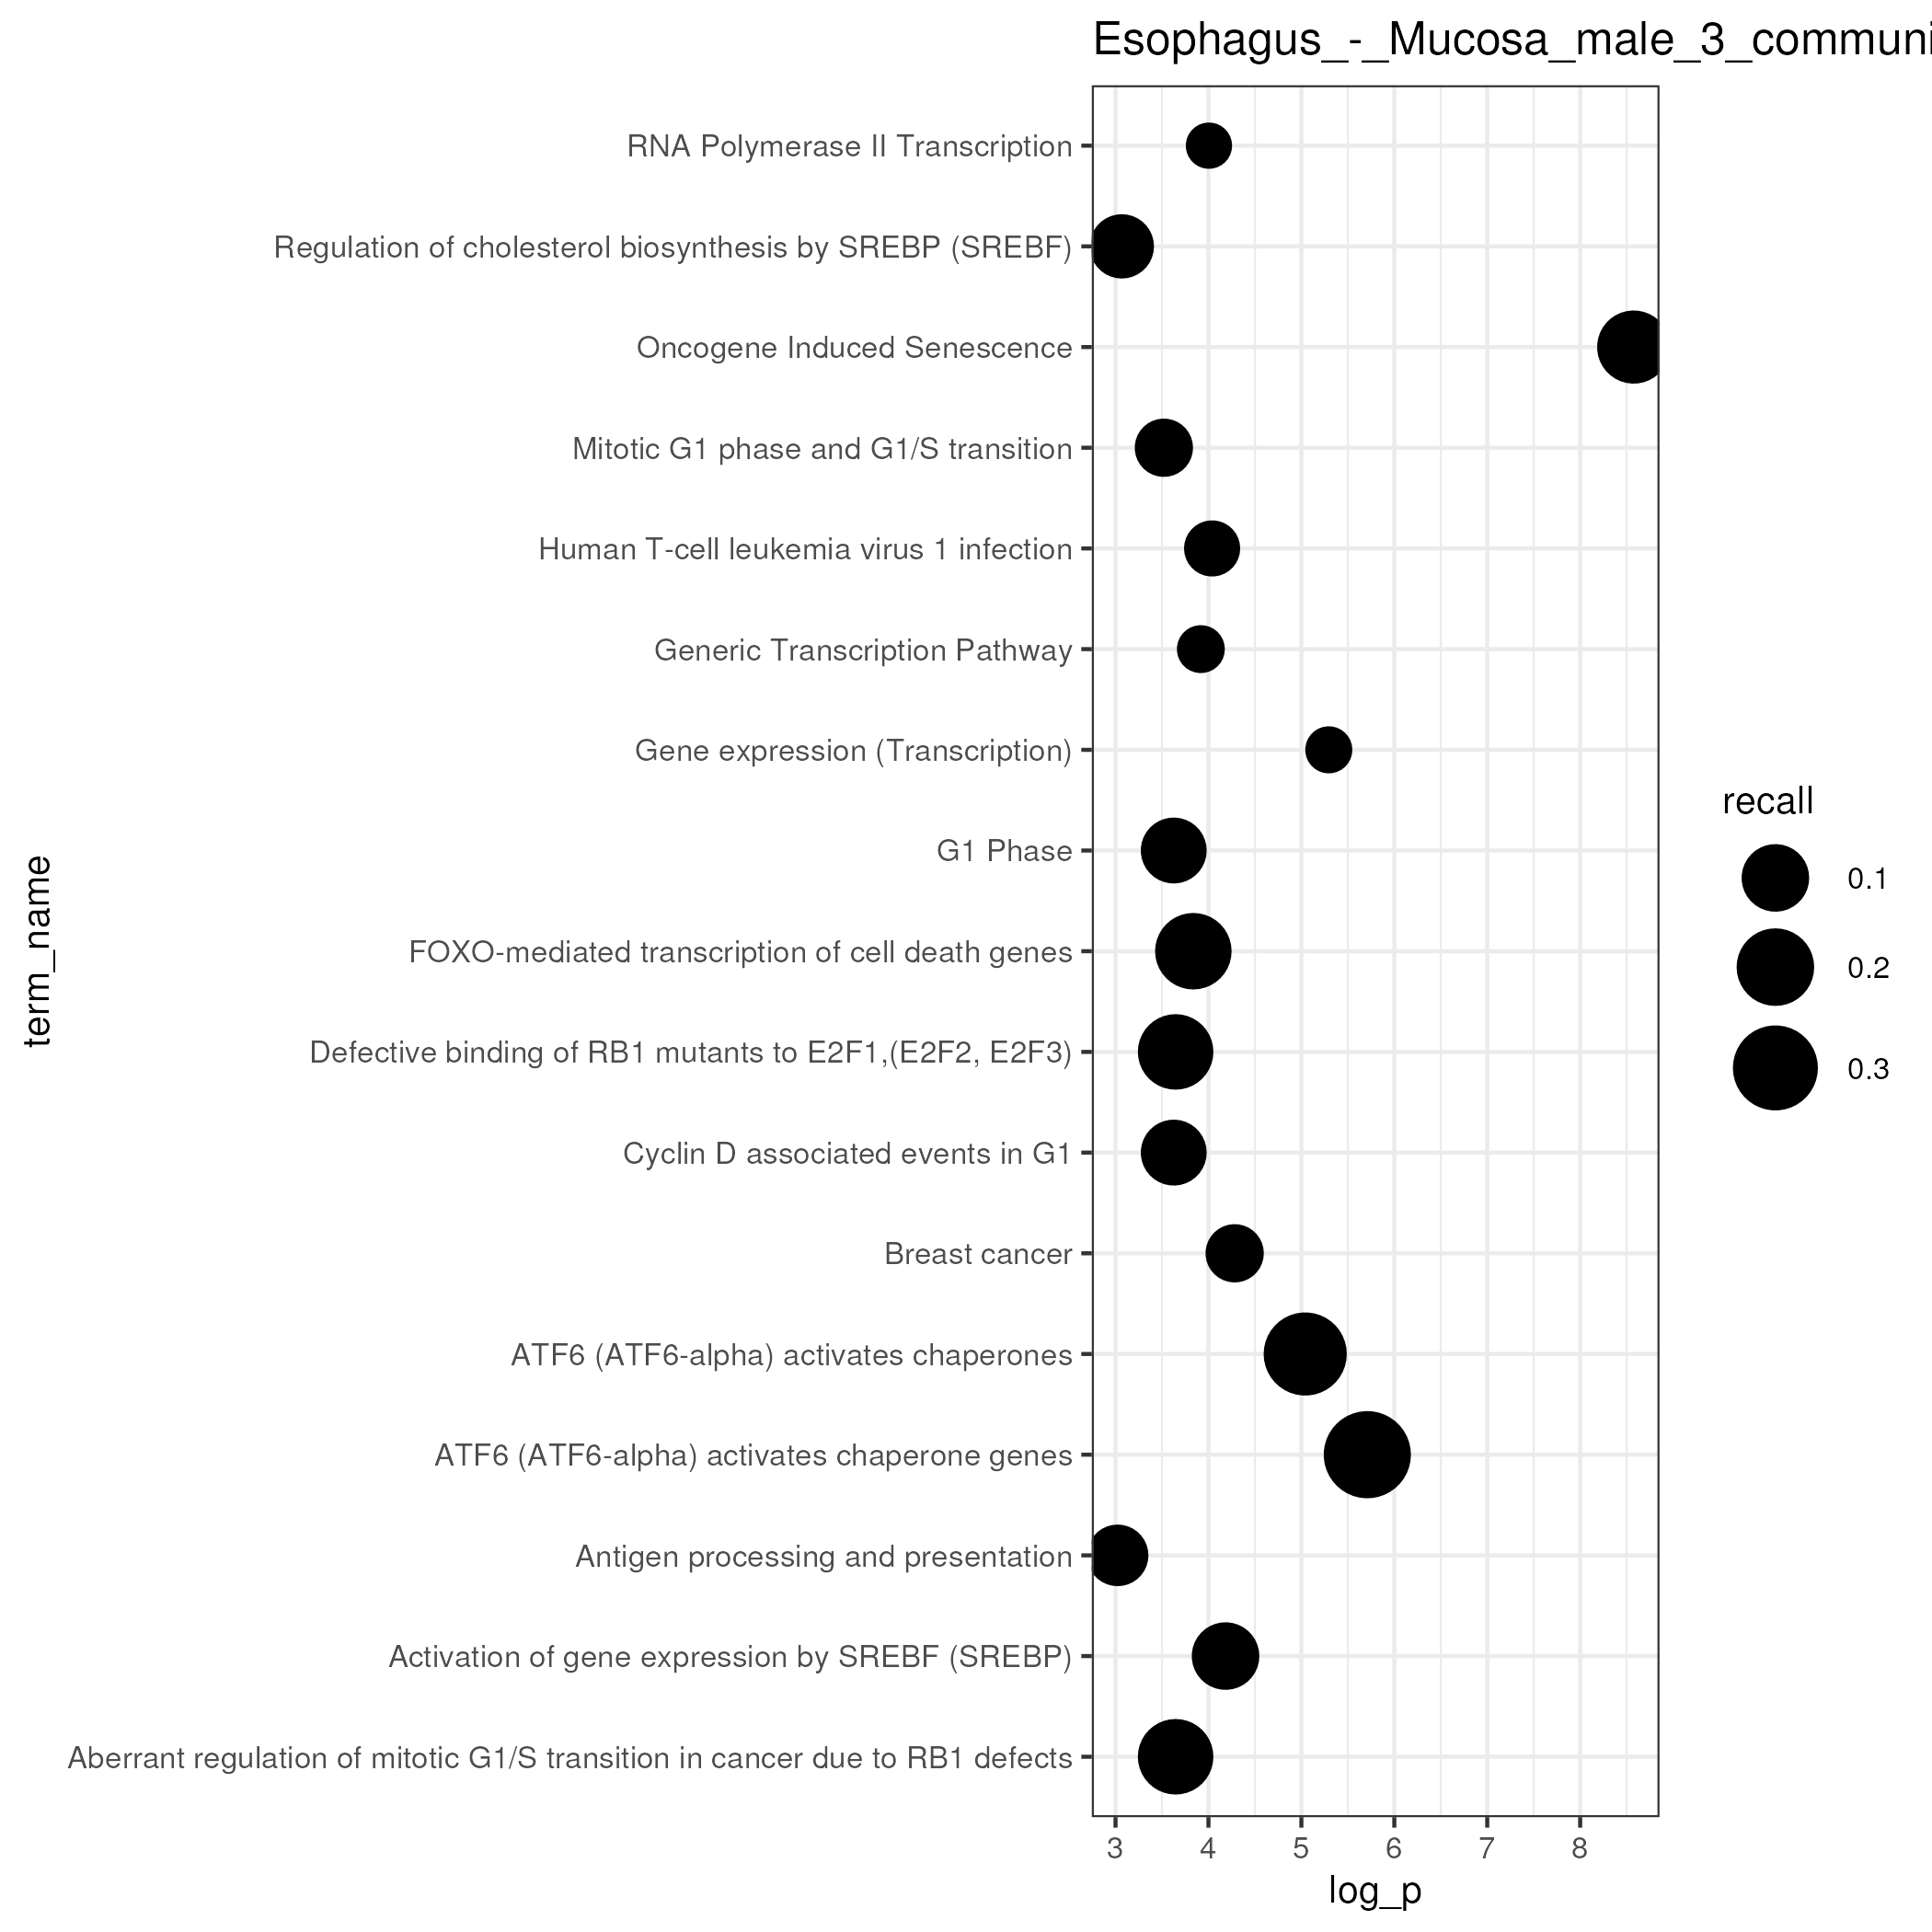 Esophagus_-_Mucosa_male_3_communi
RNA Polymerase II Transcription
Regulation of cholesterol biosynthesis by SREBP (SREBF)
Oncogene Induced Senescence
Mitotic G1 phase and G1/S transition
Human T-cell leukemia virus 1 infection
Generic Transcription Pathway
Gene expression (Transcription)
G1 Phase
FOXO-mediated transcription of cell death genes
Defective binding of RB1 mutants to E2F1,(E2F2, E2F3)
Cyclin D associated events in G1
Breast cancer
ATF6 (ATF6-alpha) activates chaperones
ATF6 (ATF6-alpha) activates chaperone genes
Antigen processing and presentation
Activation of gene expression by SREBF (SREBP)
Aberrant regulation of mitotic G1/S transition in cancer due to RB1 defects
term_name
3 4 5 6 7 8
log_p
recall
0.1
0.2
0.3